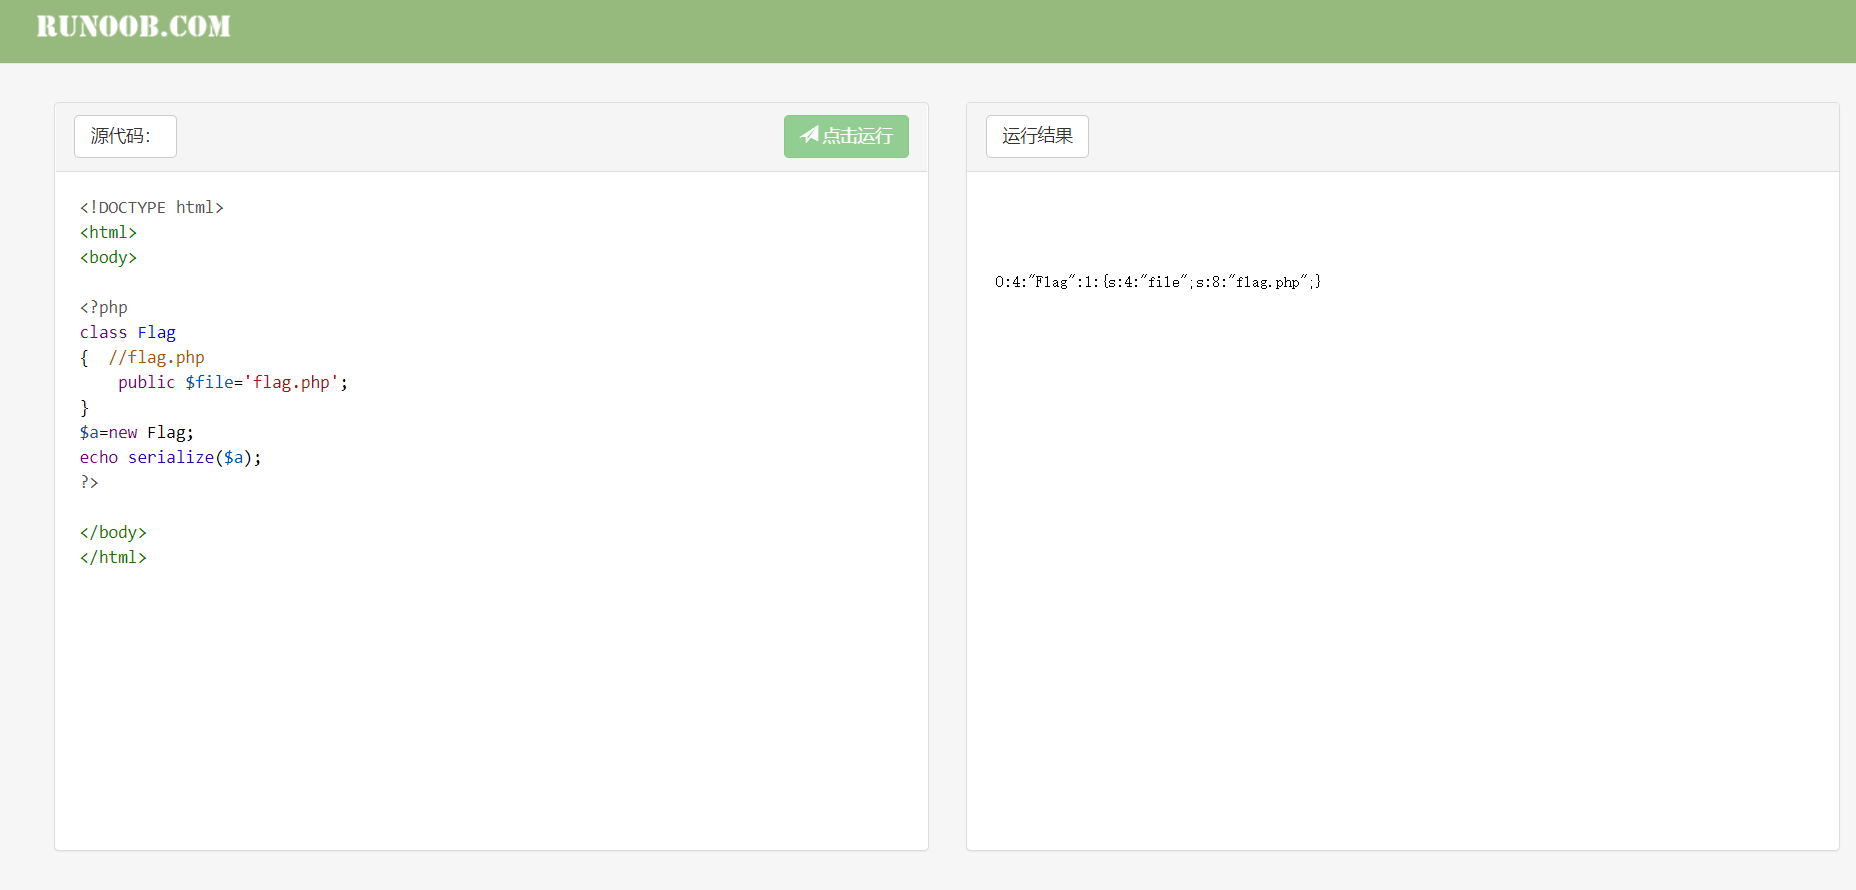 RUNOOB.COM
源代码：
点击运行
<!DOCTYPE html>
<html>
<body>
<?php
class Flag
{  //flag.php
    public $file='flag.php';
}
$a=new Flag;
echo serialize($a);
?>
</body>
</html>
运行结果
O:4:"Flag":1:{s:4:"file";s:8:"flag.php";}